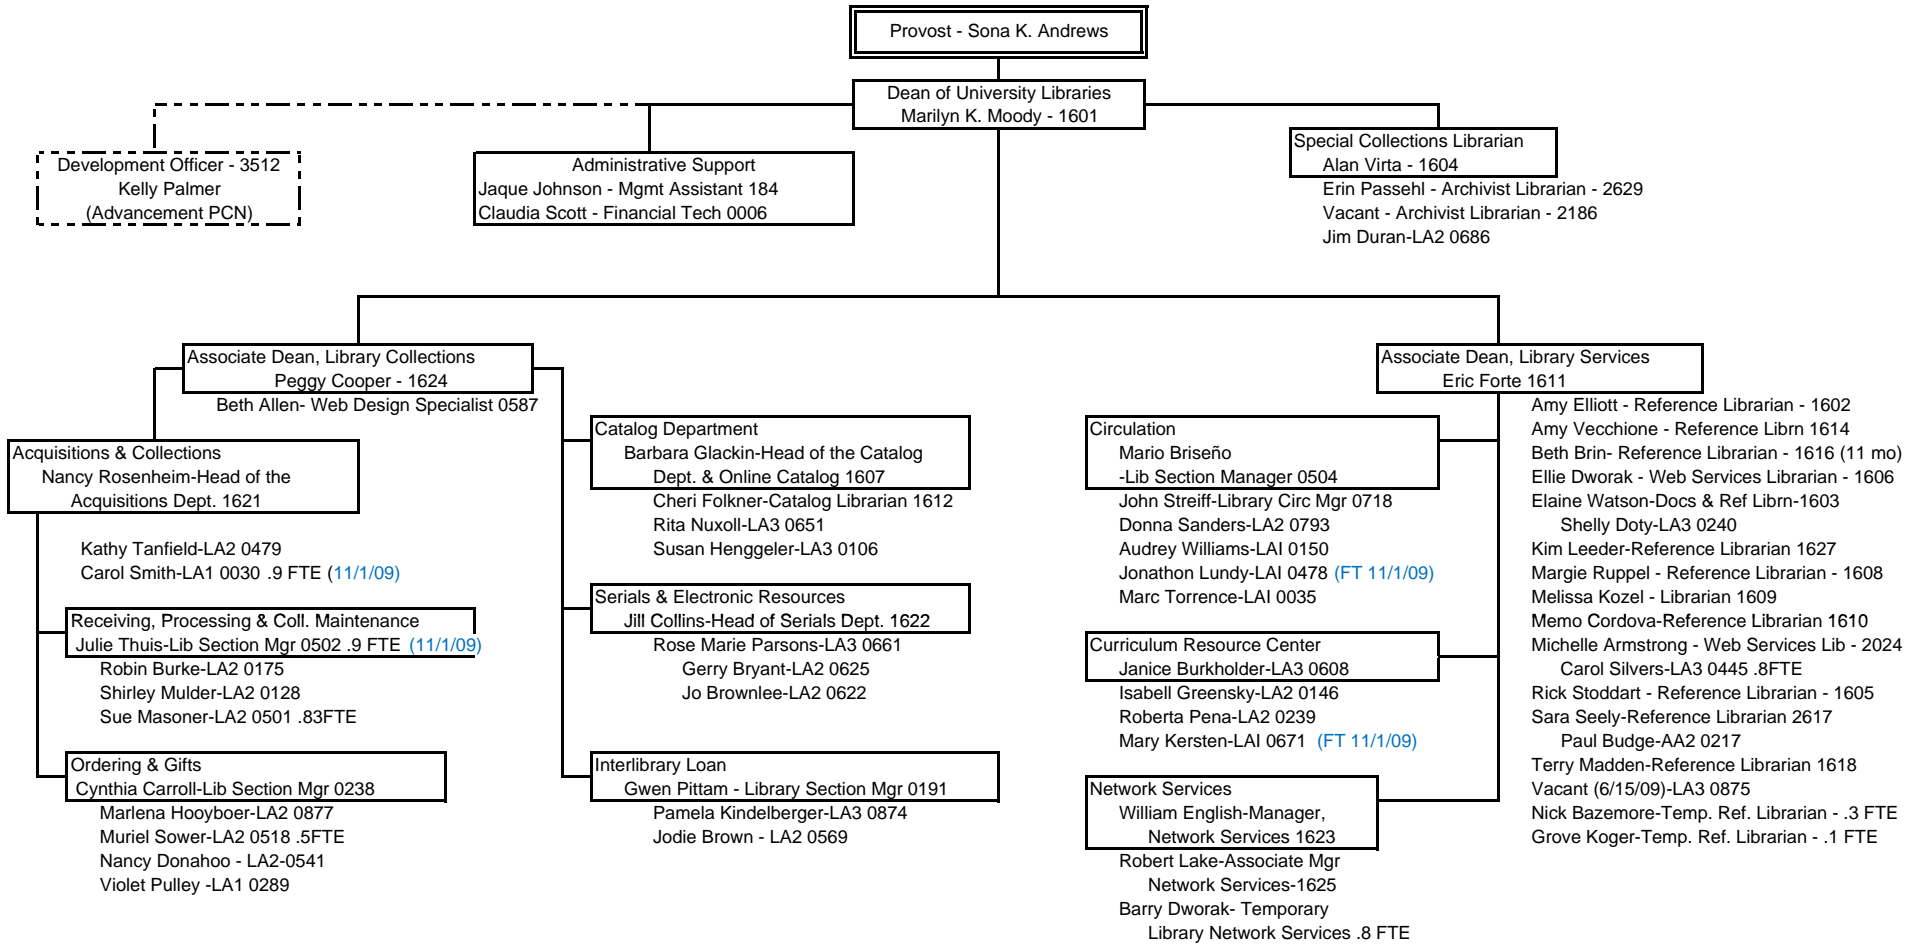 Provost - Sona K. Andrews
Dean of University Libraries
Marilyn K. Moody - 1601
Development Officer - 3512
Kelly Palmer
(Advancement PCN)
Administrative Support
Jaque Johnson - Mgmt Assistant 184
Claudia Scott - Financial Tech 0006
Special Collections Librarian
Alan Virta - 1604
Erin Passehl - Archivist Librarian - 2629
Vacant - Archivist Librarian - 2186
Jim Duran-LA2 0686
Associate Dean, Library Collections
Peggy Cooper - 1624
Beth Allen- Web Design Specialist 0587
Acquisitions & Collections
Nancy Rosenheim-Head of the
Acquisitions Dept. 1621
Kathy Tanfield-LA2 0479
Carol Smith-LA1 0030 .9 FTE (11/1/09)
Receiving, Processing & Coll. Maintenance
Julie Thuis-Lib Section Mgr 0502 .9 FTE (11/1/09)
Robin Burke-LA2 0175
Shirley Mulder-LA2 0128
Sue Masoner-LA2 0501 .83FTE
Ordering & Gifts
Cynthia Carroll-Lib Section Mgr 0238
Marlena Hooyboer-LA2 0877
Muriel Sower-LA2 0518 .5FTE
Nancy Donahoo - LA2-0541
Violet Pulley -LA1 0289
Catalog Department
Barbara Glackin-Head of the Catalog
Dept. & Online Catalog 1607
Cheri Folkner-Catalog Librarian 1612
Rita Nuxoll-LA3 0651
Susan Henggeler-LA3 0106
Serials & Electronic Resources
Jill Collins-Head of Serials Dept. 1622
Rose Marie Parsons-LA3 0661
Gerry Bryant-LA2 0625
Jo Brownlee-LA2 0622
Interlibrary Loan
Gwen Pittam - Library Section Mgr 0191
Pamela Kindelberger-LA3 0874
Jodie Brown - LA2 0569
Associate Dean, Library Services
Eric Forte 1611
Circulation
Mario Briseño
-Lib Section Manager 0504
John Streiff-Library Circ Mgr 0718
Donna Sanders-LA2 0793
Audrey Williams-LAI 0150
Jonathon Lundy-LAI 0478 (FT 11/1/09)
Marc Torrence-LAI 0035
Curriculum Resource Center
Janice Burkholder-LA3 0608
Isabell Greensky-LA2 0146
Roberta Pena-LA2 0239
Mary Kersten-LAI 0671 (FT 11/1/09)
Network Services
William English-Manager,
Network Services 1623
Robert Lake-Associate Mgr
Network Services-1625
Barry Dworak- Temporary
Library Network Services .8 FTE
Amy Elliott - Reference Librarian - 1602
Amy Vecchione - Reference Librn 1614
Beth Brin- Reference Librarian - 1616 (11 mo)
Ellie Dworak - Web Services Librarian - 1606
Elaine Watson-Docs & Ref Librn-1603
Shelly Doty-LA3 0240
Kim Leeder-Reference Librarian 1627
Margie Ruppel - Reference Librarian - 1608
Melissa Kozel - Librarian 1609
Memo Cordova-Reference Librarian 1610
Michelle Armstrong - Web Services Lib - 2024
Carol Silvers-LA3 0445 .8FTE
Rick Stoddart - Reference Librarian - 1605
Sara Seely-Reference Librarian 2617
Paul Budge-AA2 0217
Terry Madden-Reference Librarian 1618
Vacant (6/15/09)-LA3 0875
Nick Bazemore-Temp. Ref. Librarian - .3 FTE
Grove Koger-Temp. Ref. Librarian - .1 FTE